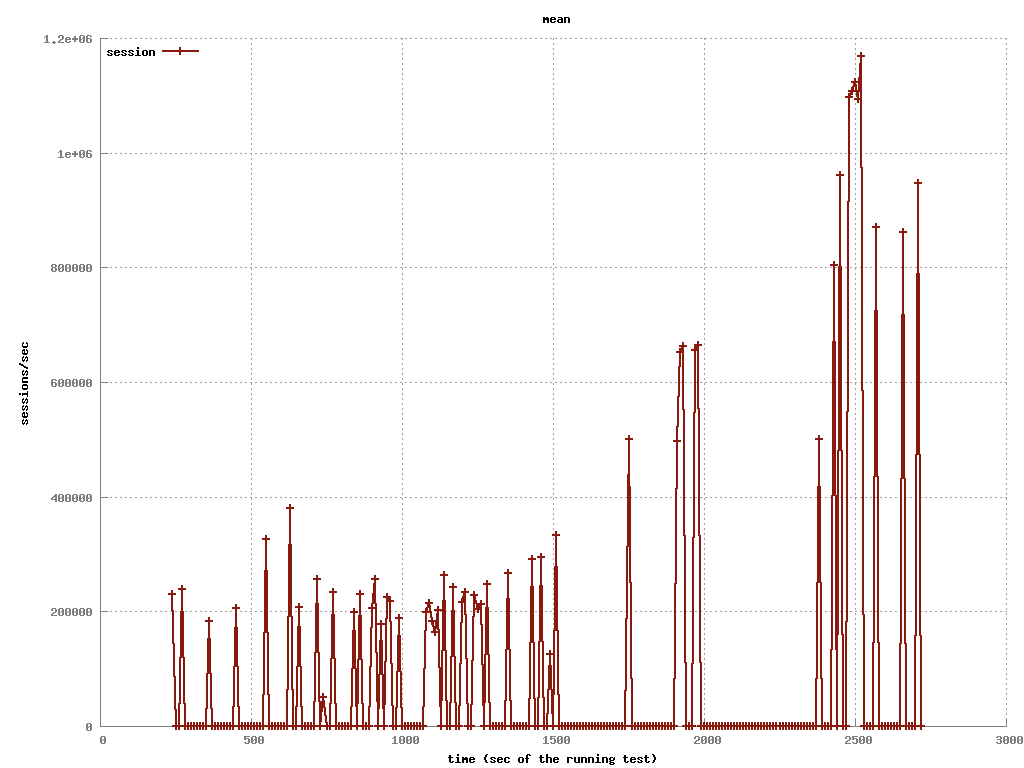 mean
1.2e+06
session
1e+06
800000
600000
sessions/sec
400000
200000
0
0 500 1000 1500 2000 2500 3000
time (sec of the running test)